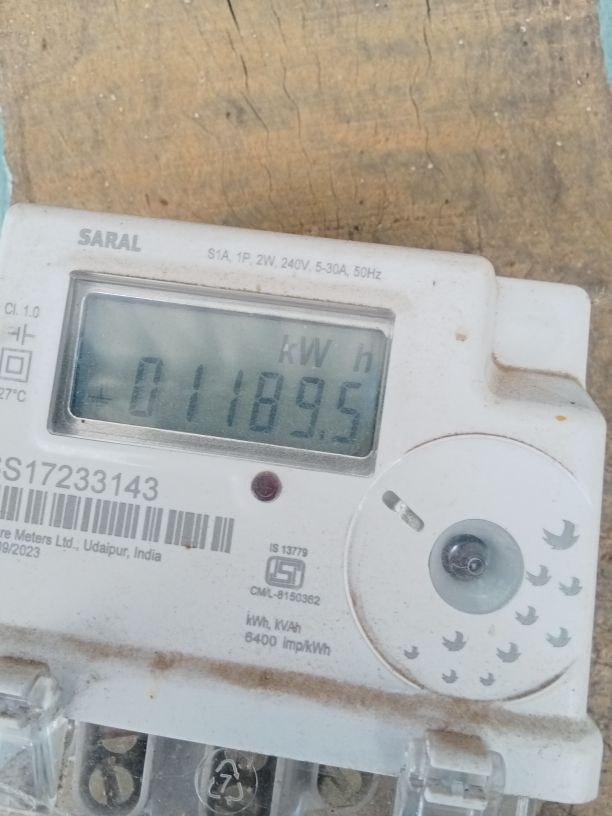 SARAL
S1A, 1P, 2W, 240V, 5-30A, 50Hz
Cl. 1.0
27°C
kW h
01189.5
S17233143
Meters Ltd., Udaipur, India
09/2023
IS 13779
CM/L-8150362
kWh, kVAh
6400 imp/kWh
7